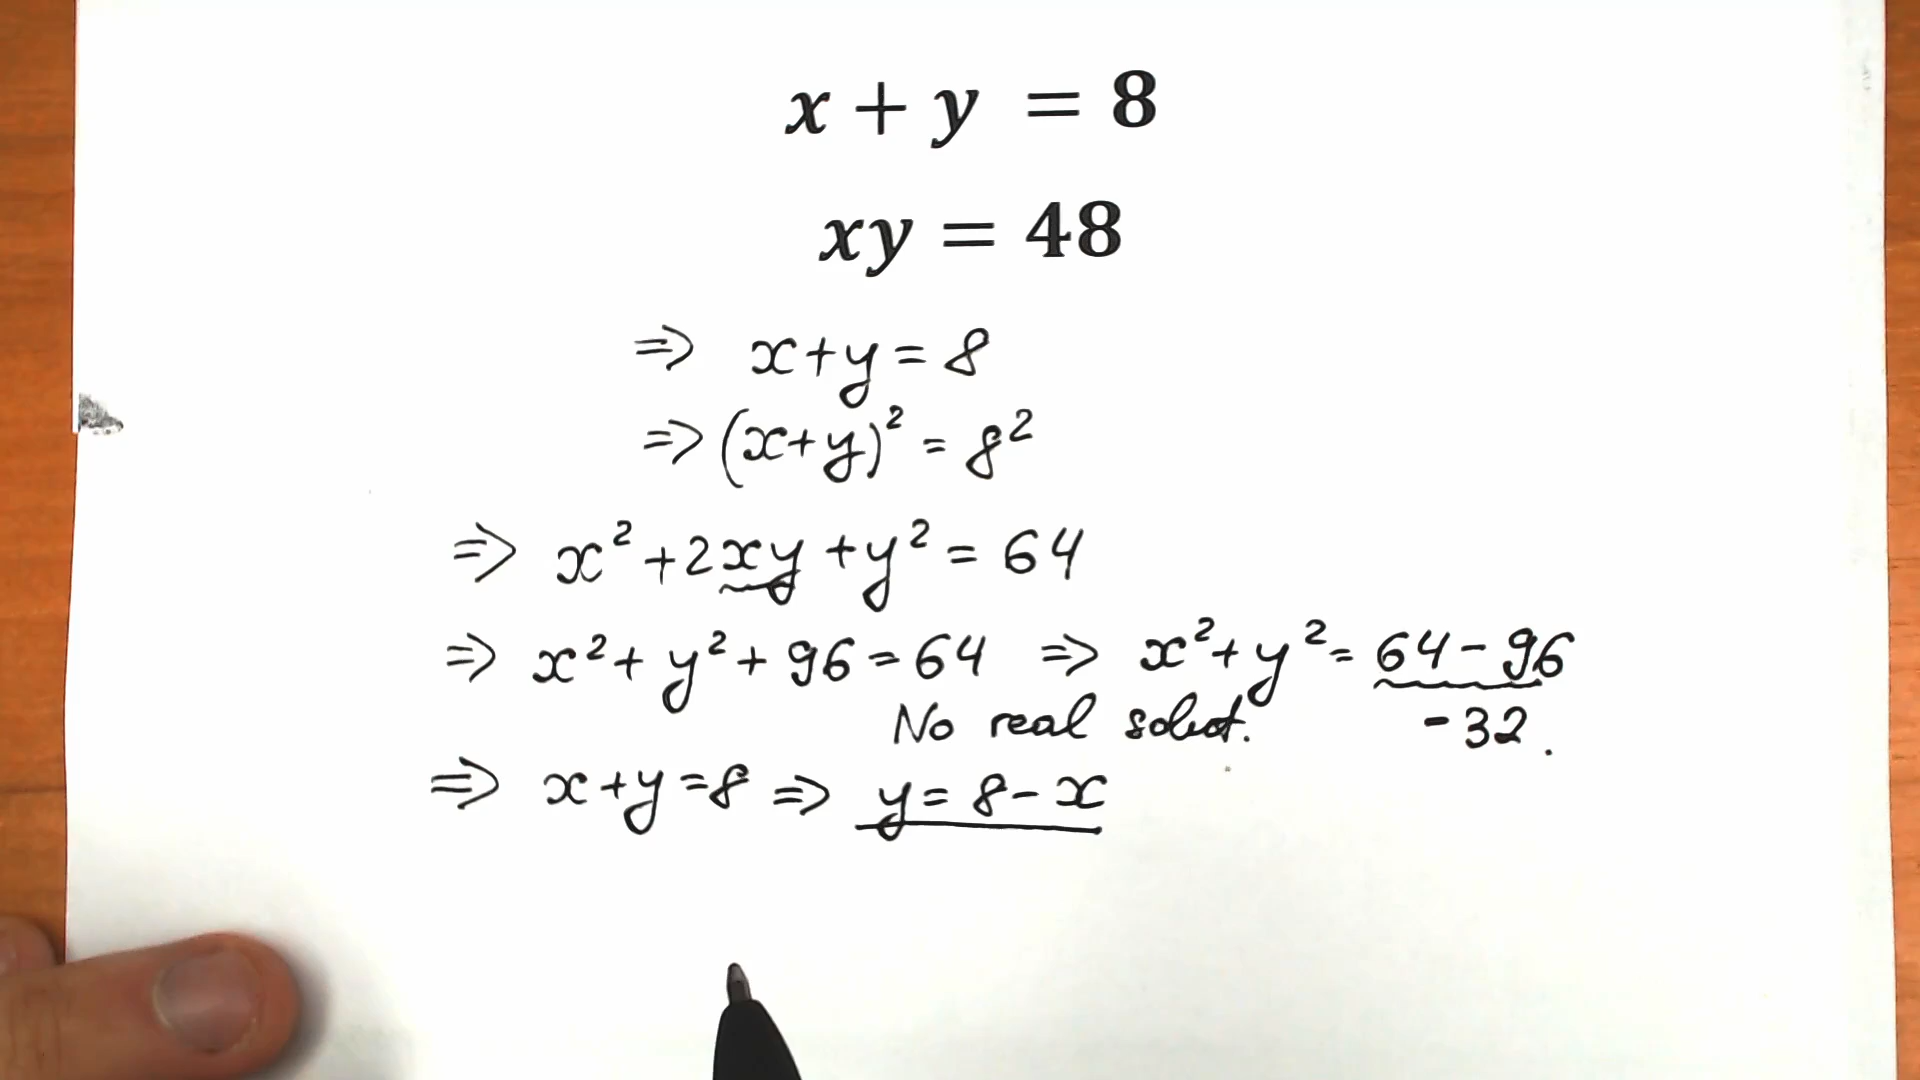 x + y = 8
xy = 48
⇒ x+y = 8
⇒ (x+y)² = 8²
⇒ x² + 2xy + y² = 64
⇒ x² + y² + 96 = 64 ⇒ x² + y² = 64 - 96
No real solut. -32.
⇒ x + y = 8 ⇒ y = 8 - x